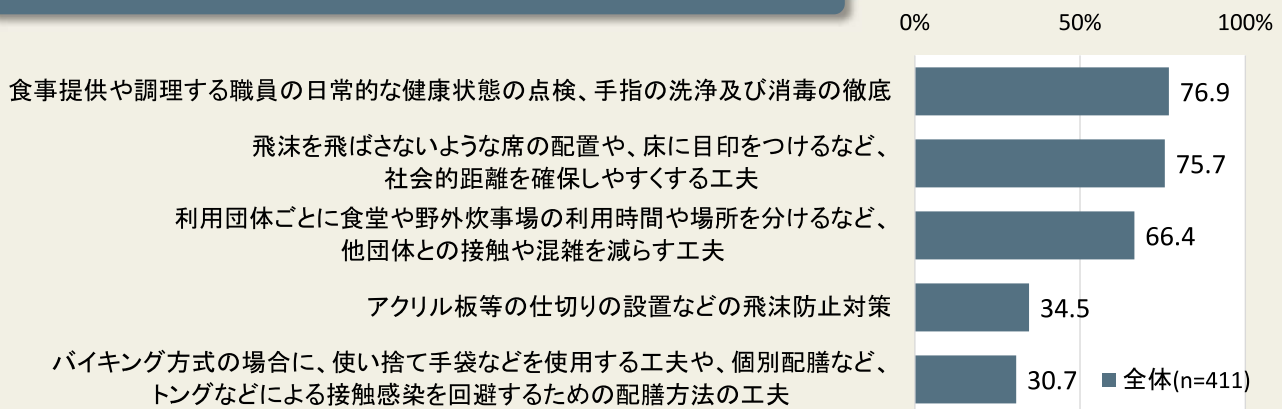 0% 50% 100%
食事提供や調理する職員の日常的な健康状態の点検、手指の洗浄及び消毒の徹底 76.9
飛沫を飛ばさないような席の配置や、床に目印をつけるなど、
社会的距離を確保しやすくする工夫 75.7
利用団体ごとに食堂や野外炊事場の利用時間や場所を分けるなど、
他団体との接触や混雑を減らす工夫 66.4
アクリル板等の仕切りの設置などの飛沫防止対策 34.5
バイキング方式の場合に、使い捨て手袋などを使用する工夫や、個別配膳など、
トングなどによる接触感染を回避するための配膳方法の工夫 30.7
全体(n=411)